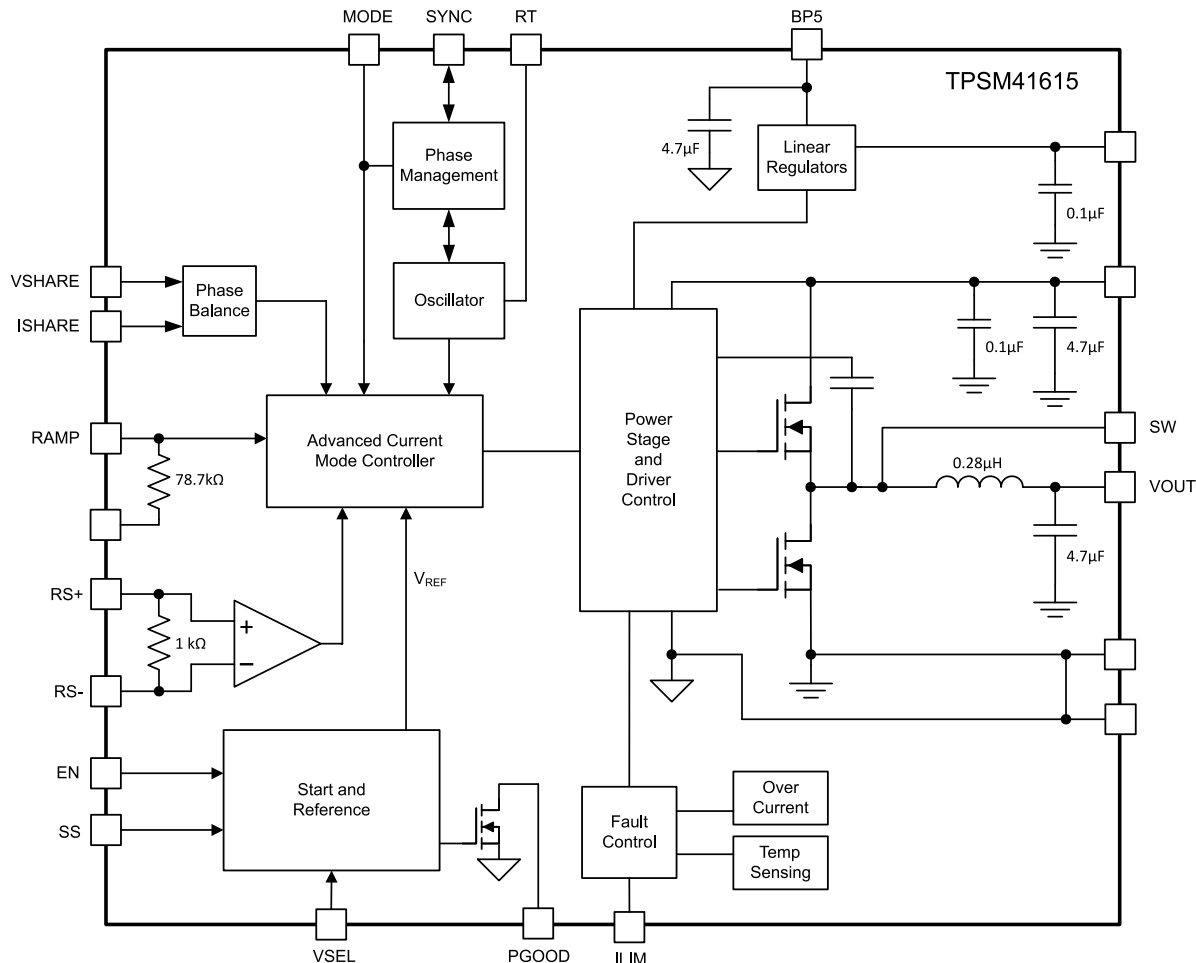 MODE
SYNC
RT
BP5
TPSM41615
Phase
Management
4.7µF
Linear
Regulators
0.1µF
VSHARE
ISHARE
Phase
Balance
Oscillator
0.1µF
4.7µF
RAMP
78.7kΩ
Advanced Current
Mode Controller
Power
Stage
and
Driver
Control
SW
0.28µH
VOUT
4.7µF
VREF
RS+
1 kΩ
+
−
RS-
EN
SS
Start and
Reference
Fault
Control
Over
Current
Temp
Sensing
VSEL
PGOOD
ILIM